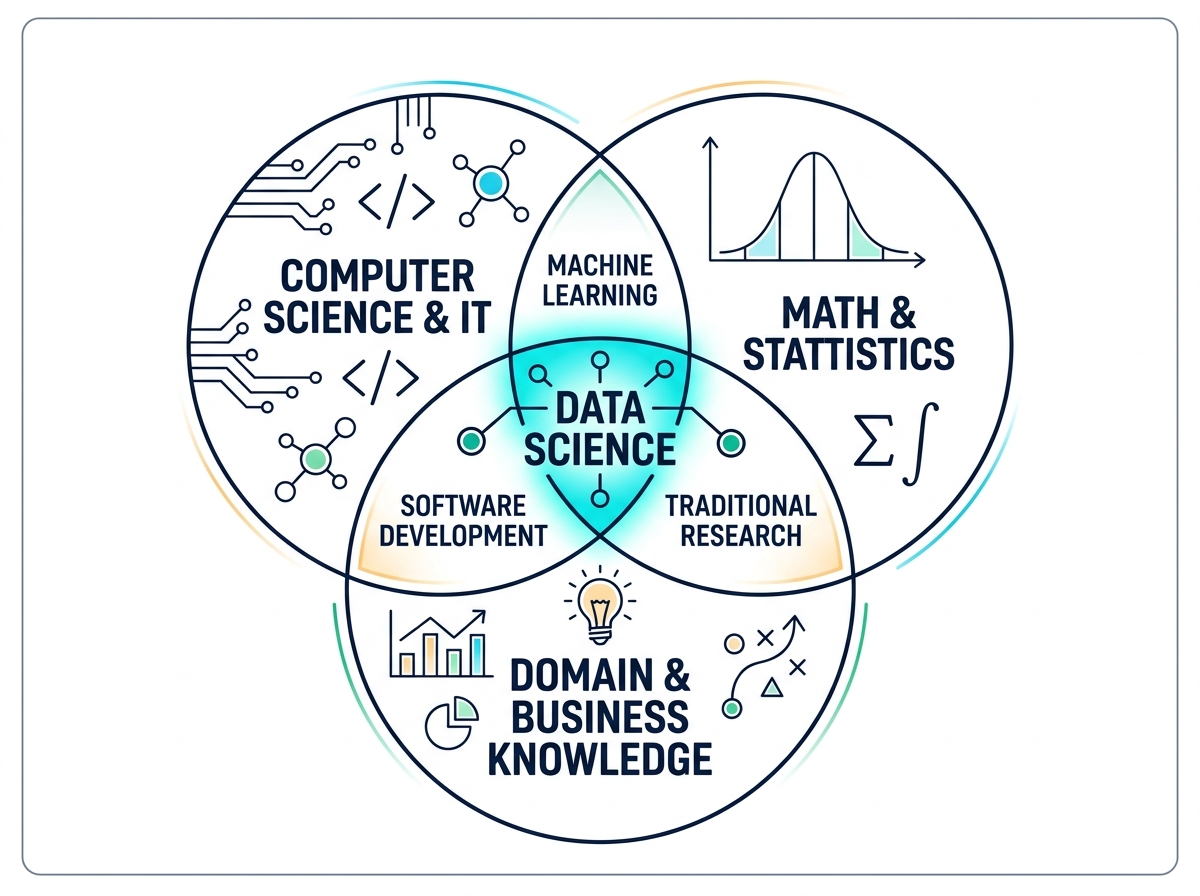 COMPUTER
SCIENCE & IT
</>
</>
MACHINE
LEARNING
MATH &
STATTISTICS
Σ∫
DATA
SCIENCE
SOFTWARE
DEVELOPMENT
TRADITIONAL
RESEARCH
DOMAIN &
BUSINESS
KNOWLEDGE